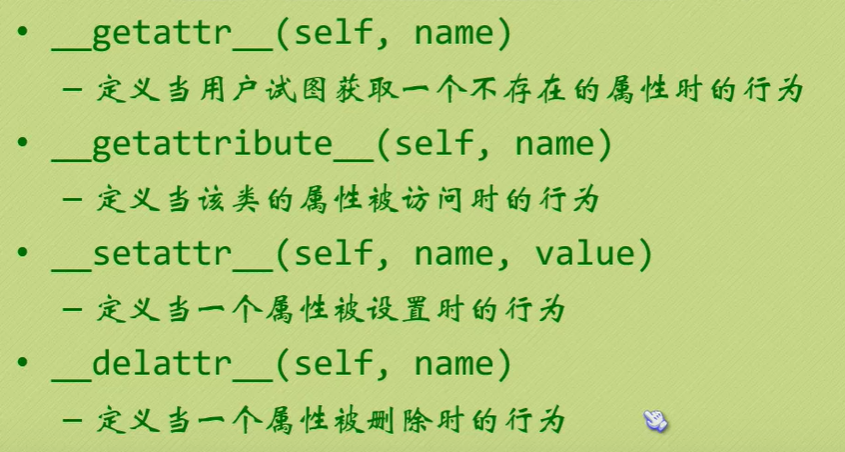 • __getattr__(self, name)
– 定义当用户试图获取一个不存在的属性时的行为
• __getattribute__(self, name)
– 定义当该类的属性被访问时的行为
• __setattr__(self, name, value)
– 定义当一个属性被设置时的行为
• __delattr__(self, name)
– 定义当一个属性被删除时的行为